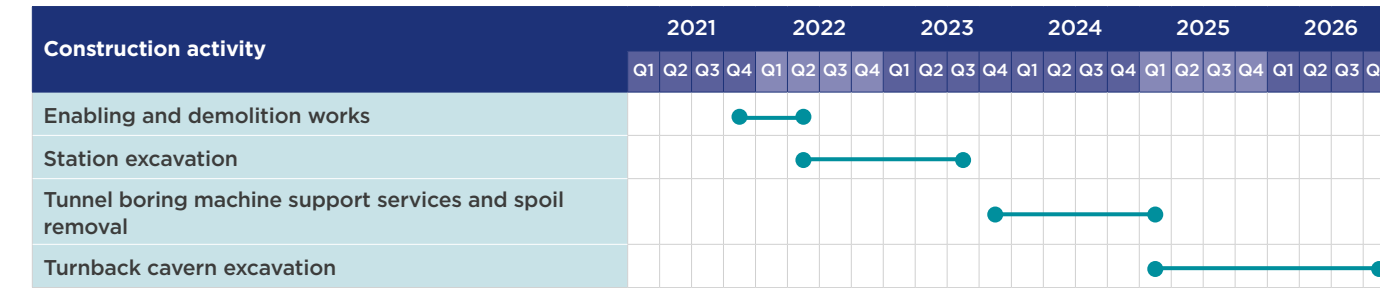 2021 2022 2023 2024 2025 2026
Construction activity
Q1 Q2 Q3 Q4 Q1 Q2 Q3 Q4 Q1 Q2 Q3 Q4 Q1 Q2 Q3 Q4 Q1 Q2 Q3 Q4 Q1 Q2 Q3 Q
Enabling and demolition works
Station excavation
Tunnel boring machine support services and spoil
removal
Turnback cavern excavation